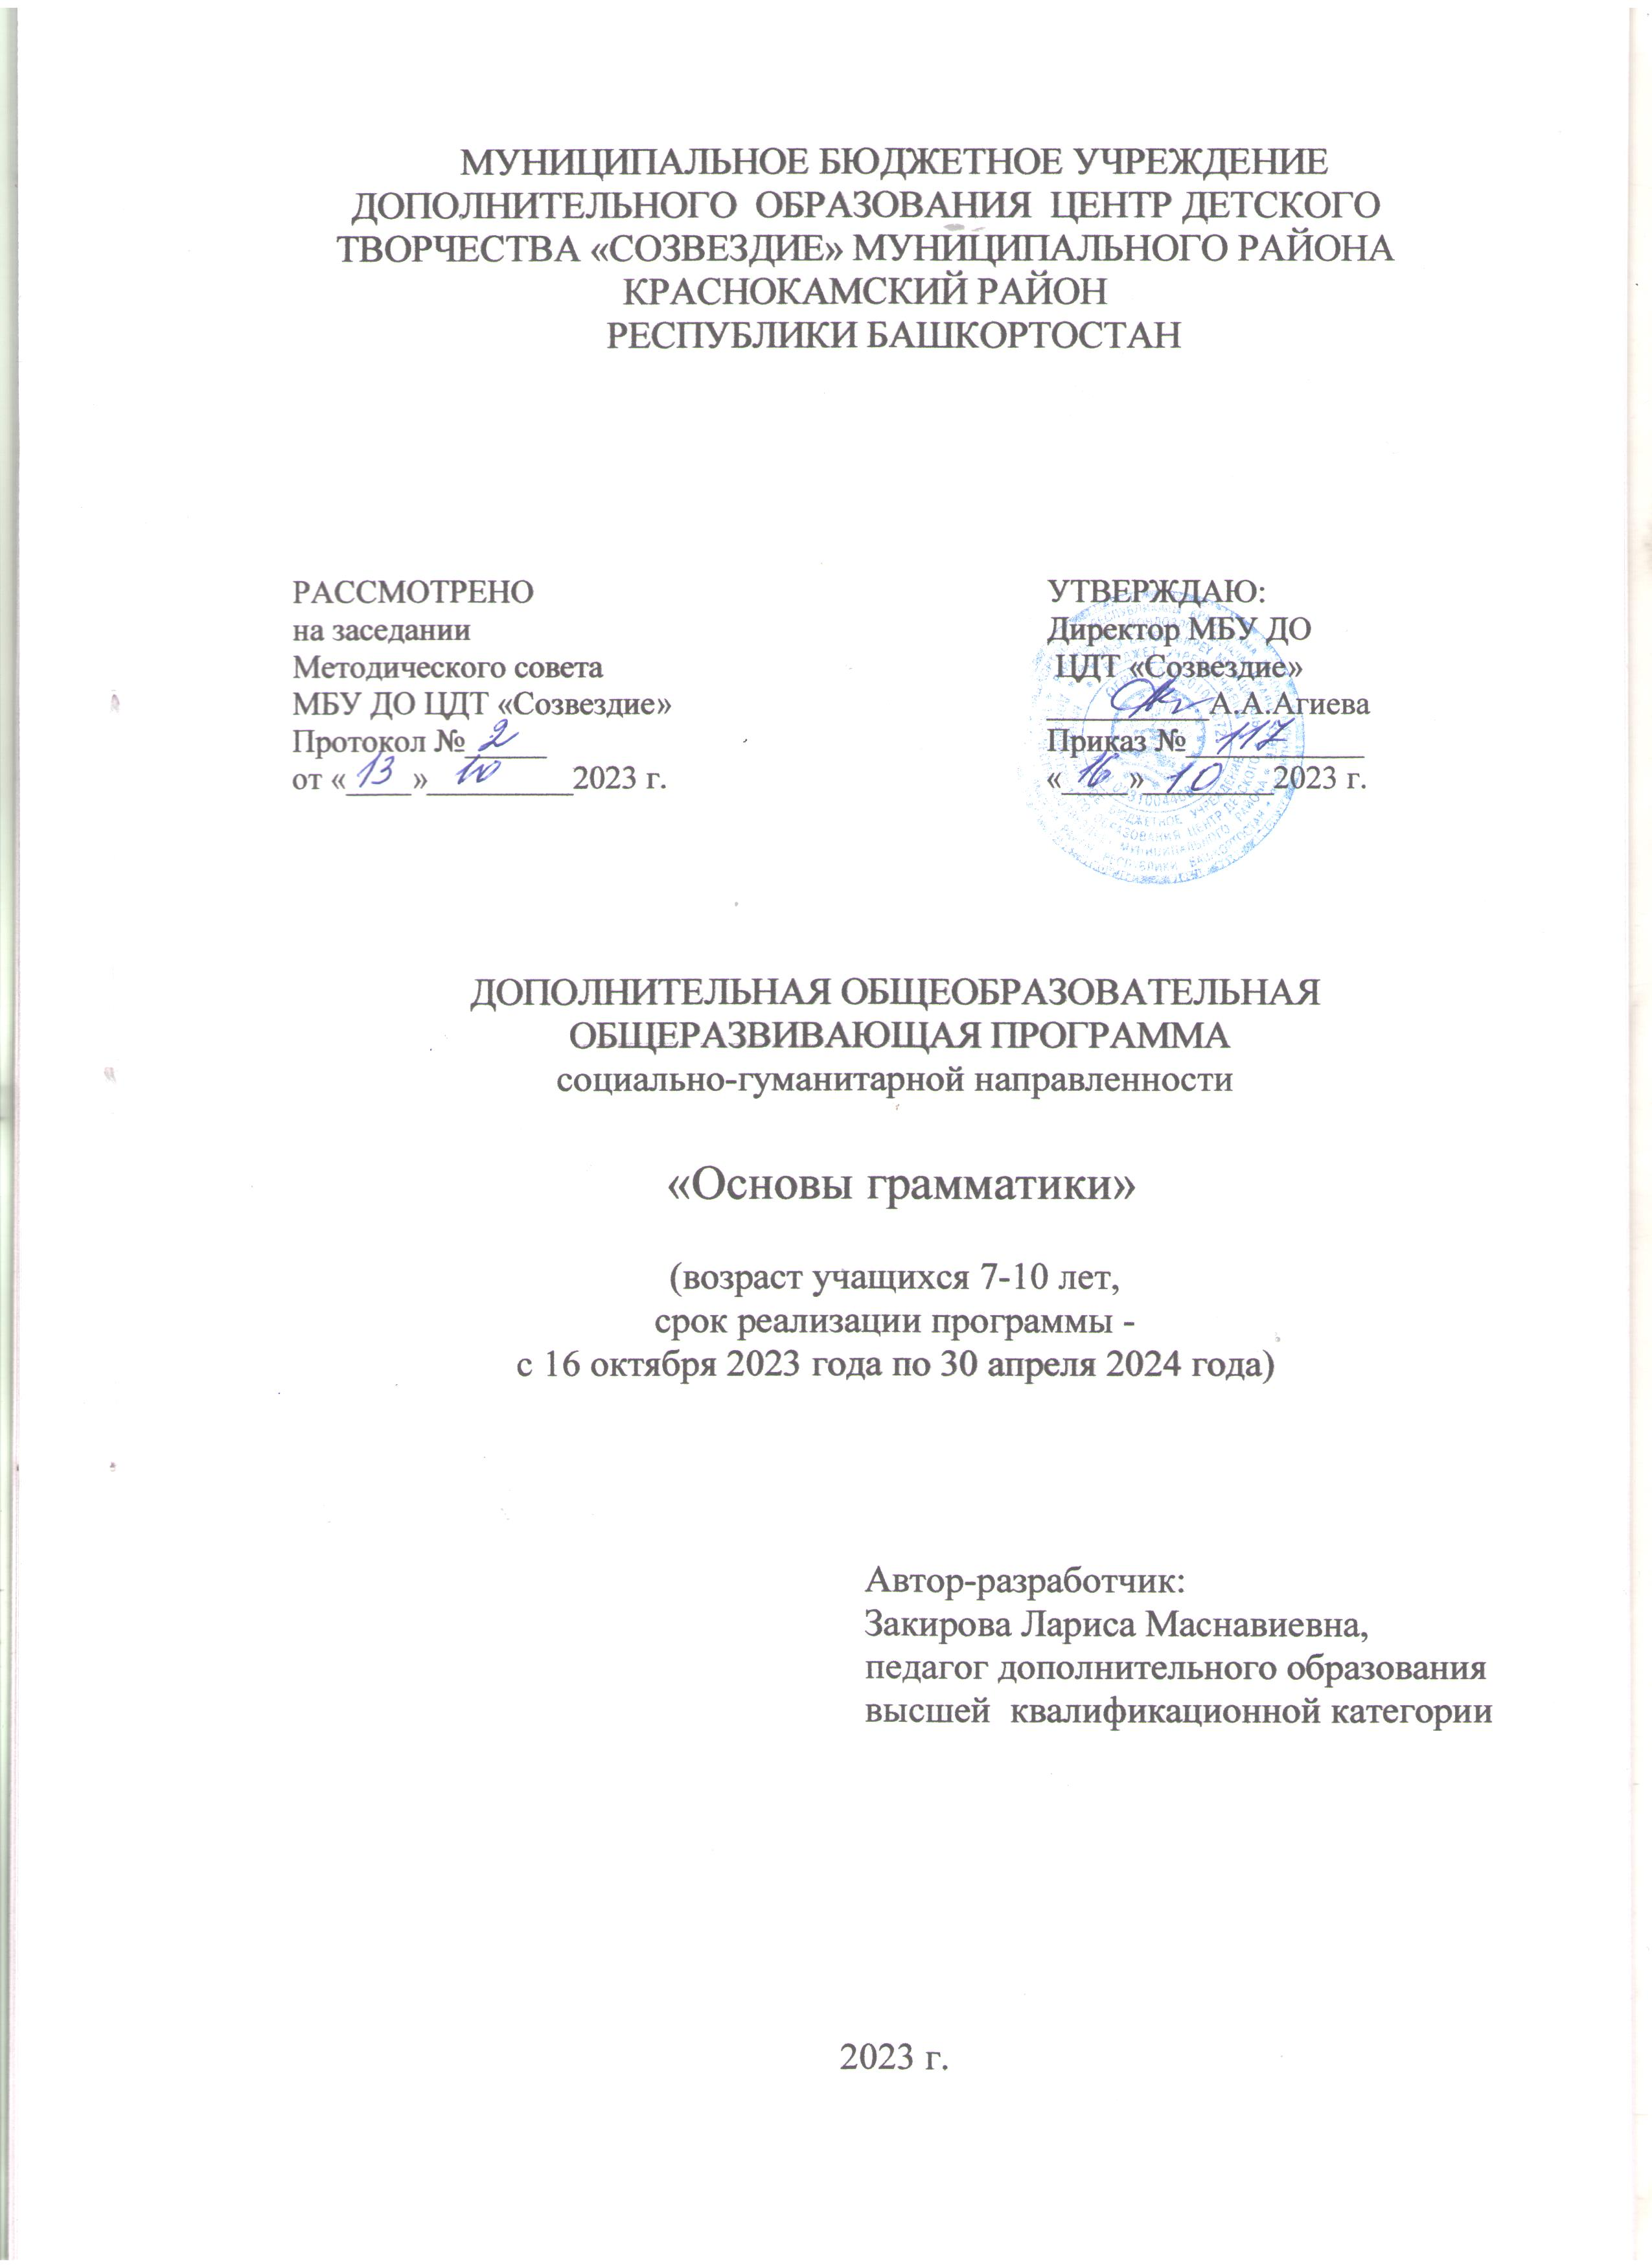 МУНИЦИПАЛЬНОЕ БЮДЖЕТНОЕ УЧРЕЖДЕНИЕ
ДОПОЛНИТЕЛЬНОГО ОБРАЗОВАНИЯ ЦЕНТР ДЕТСКОГО
ТВОРЧЕСТВА «СОЗВЕЗДИЕ» МУНИЦИПАЛЬНОГО РАЙОНА
КРАСНОКАМСКИЙ РАЙОН
РЕСПУБЛИКИ БАШКОРТОСТАН
РАССМОТРЕНО
на заседании
Методического совета
МБУ ДО ЦДТ «Созвездие»
Протокол № 2
от «13» 10 2023 г.
УТВЕРЖДАЮ:
Директор МБУ ДО
ЦДТ «Созвездие»
А.А.Агиева
Приказ № 117
«16» 10 2023 г.
ДОПОЛНИТЕЛЬНАЯ ОБЩЕОБРАЗОВАТЕЛЬНАЯ
ОБЩЕРАЗВИВАЮЩАЯ ПРОГРАММА
социально-гуманитарной направленности
«Основы грамматики»
(возраст учащихся 7-10 лет,
срок реализации программы -
с 16 октября 2023 года по 30 апреля 2024 года)
Автор-разработчик:
Закирова Лариса Маснавиевна,
педагог дополнительного образования
высшей квалификационной категории
2023 г.